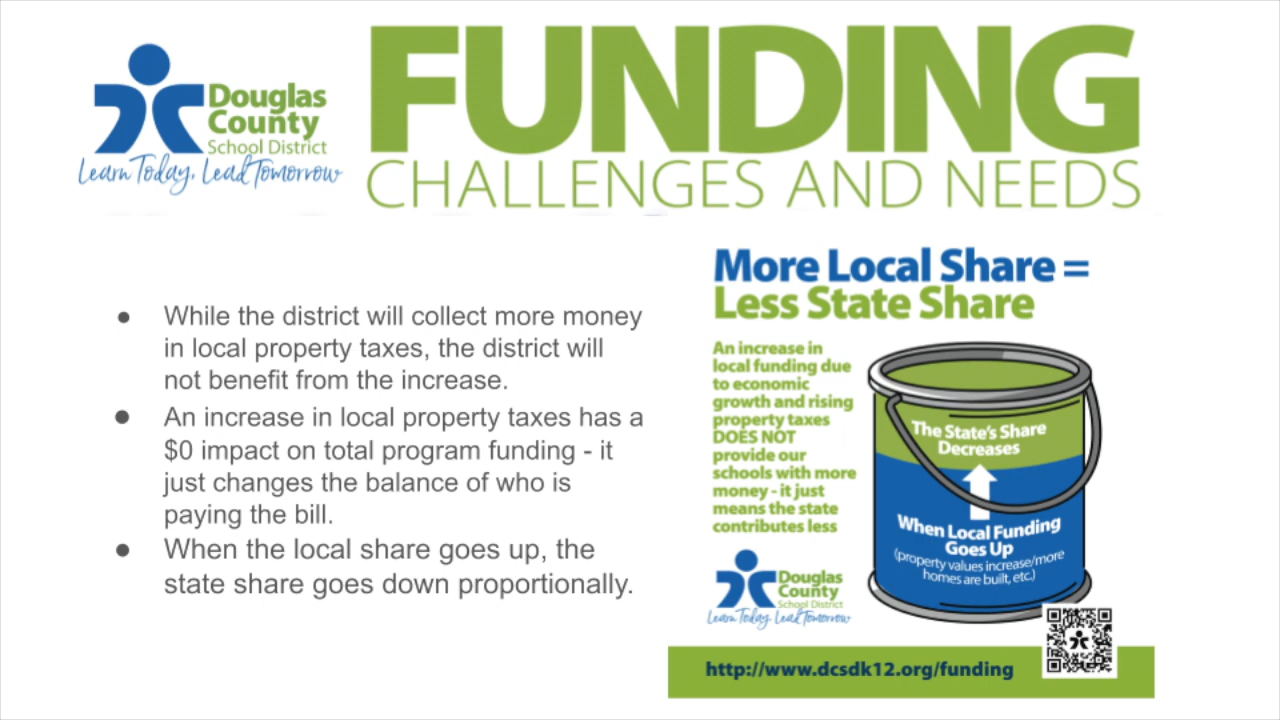 Douglas
County
School District
Learn Today, Lead Tomorrow
FUNDING
CHALLENGES AND NEEDS
● While the district will collect more money
in local property taxes, the district will
not benefit from the increase.
● An increase in local property taxes has a
$0 impact on total program funding - it
just changes the balance of who is
paying the bill.
● When the local share goes up, the
state share goes down proportionally.
More Local Share =
Less State Share
An increase in
local funding due
to economic
growth and rising
property taxes
DOES NOT
provide our
schools with more
money - it just
means the state
contributes less
The State's Share
Decreases
When Local Funding
Goes Up
(property values increase/more
homes are built, etc.)
Douglas
County
School District
Learn Today, Lead Tomorrow
http://www.dcsdk12.org/funding